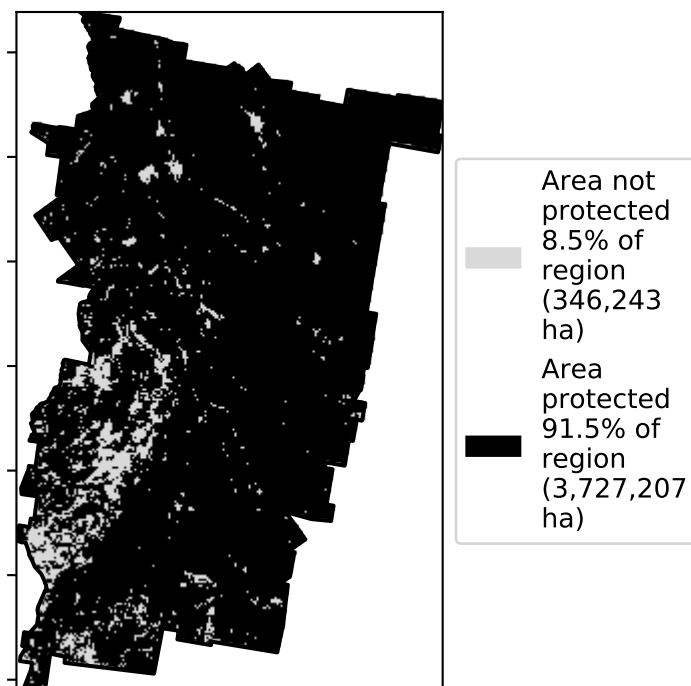 Area not
protected
8.5% of
region
(346,243
ha)
Area
protected
91.5% of
region
(3,727,207
ha)